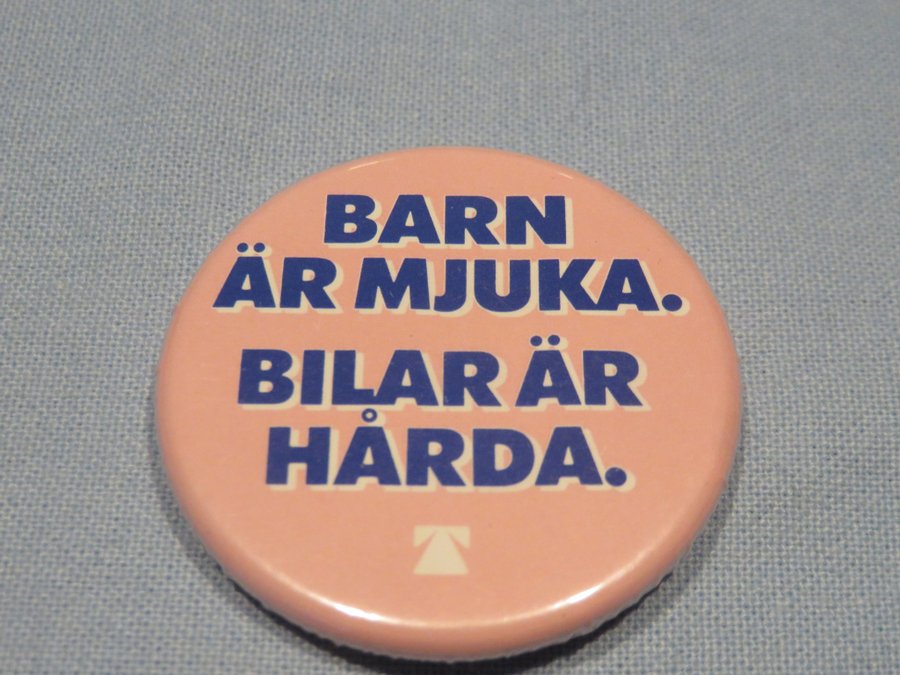 BARN
ÄR MJUKA.
BILAR ÄR
HÅRDA.